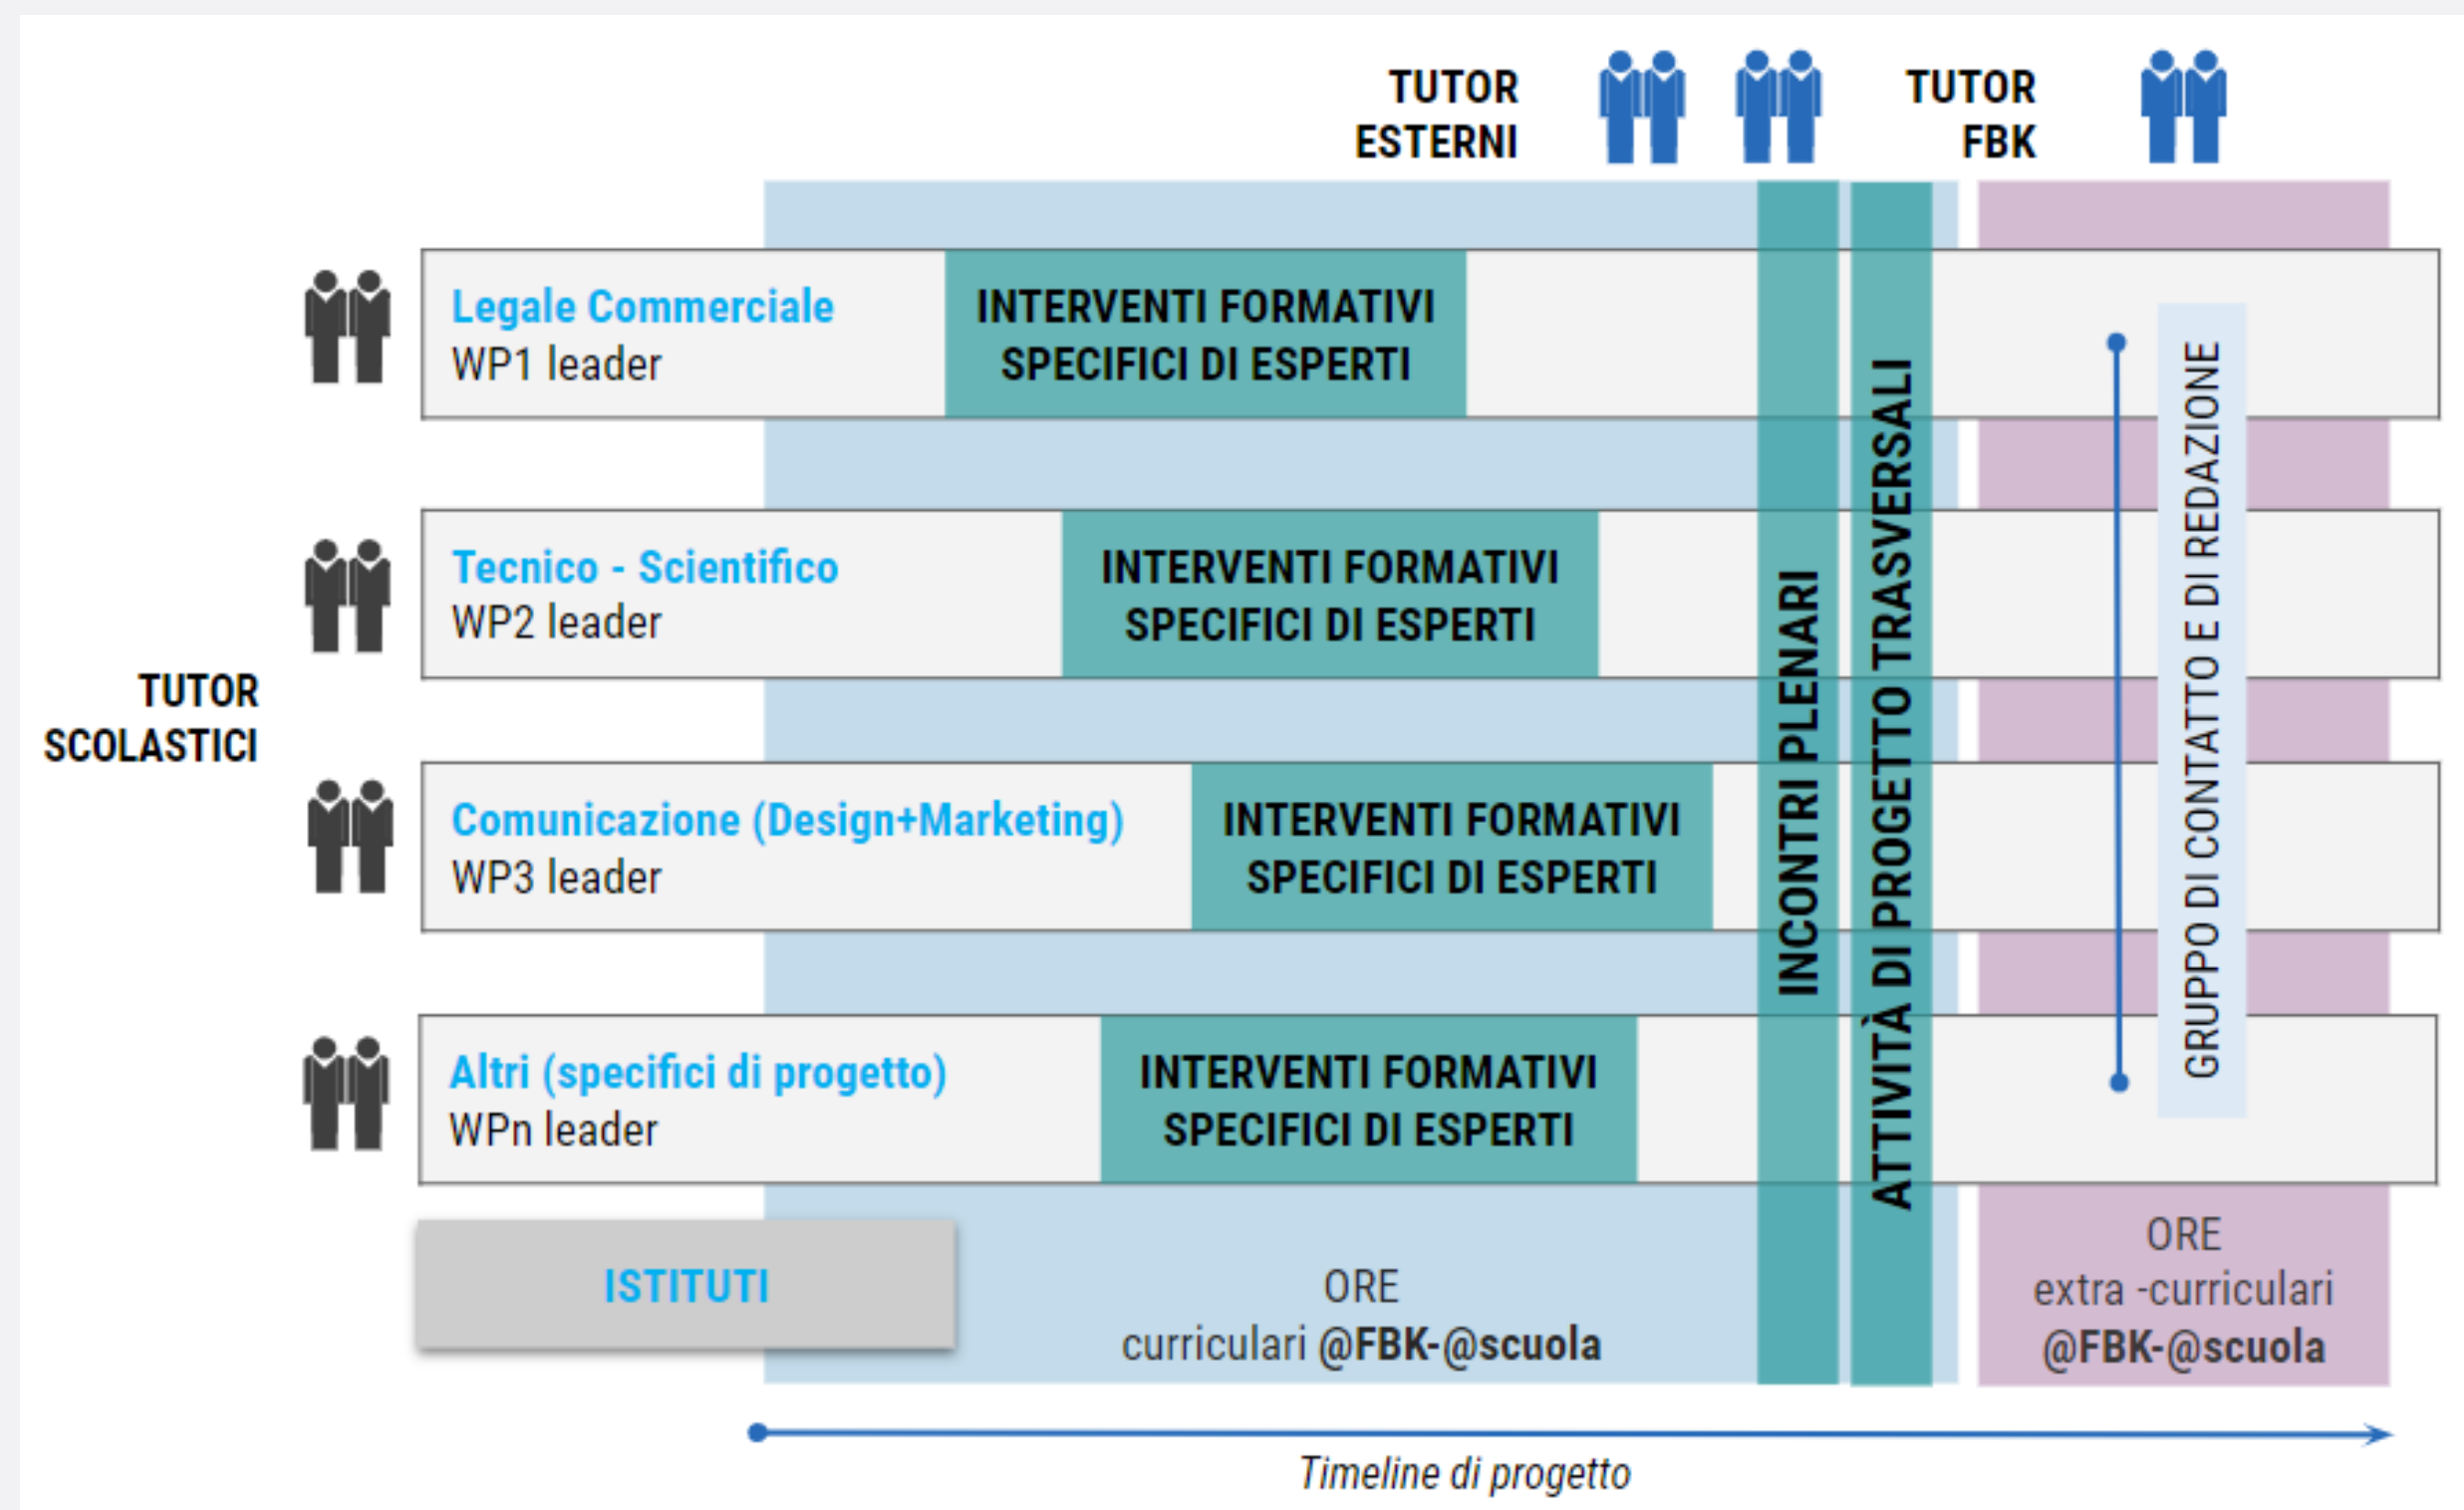 TUTOR
ESTERNI
TUTOR
FBK
Legale Commerciale
WP1 leader
INTERVENTI FORMATIVI
SPECIFICI DI ESPERTI
Tecnico - Scientifico
WP2 leader
INTERVENTI FORMATIVI
SPECIFICI DI ESPERTI
TUTOR
SCOLASTICI
Comunicazione (Design+Marketing)
WP3 leader
INTERVENTI FORMATIVI
SPECIFICI DI ESPERTI
Altri (specifici di progetto)
WPn leader
INTERVENTI FORMATIVI
SPECIFICI DI ESPERTI
INCONTRI PLENARI
ATTIVITÀ DI PROGETTO TRASVERSALI
GRUPPO DI CONTATTO E DI REDAZIONE
ISTITUTI
ORE
curriculari @FBK-@scuola
ORE
extra -curriculari
@FBK-@scuola
Timeline di progetto